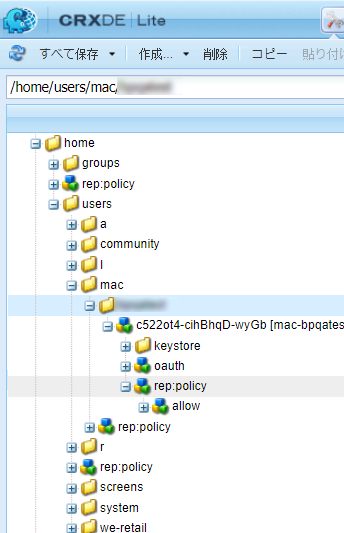 CRXDE | Lite
すべて保存 作成... 削除 コピー 貼り付け
/home/users/mac/
home
groups
rep:policy
users
a
community
l
mac
c522ot4-cihBhqD-wyGb [mac-bpqates
keystore
oauth
rep:policy
allow
rep:policy
r
rep:policy
screens
system
we-retail